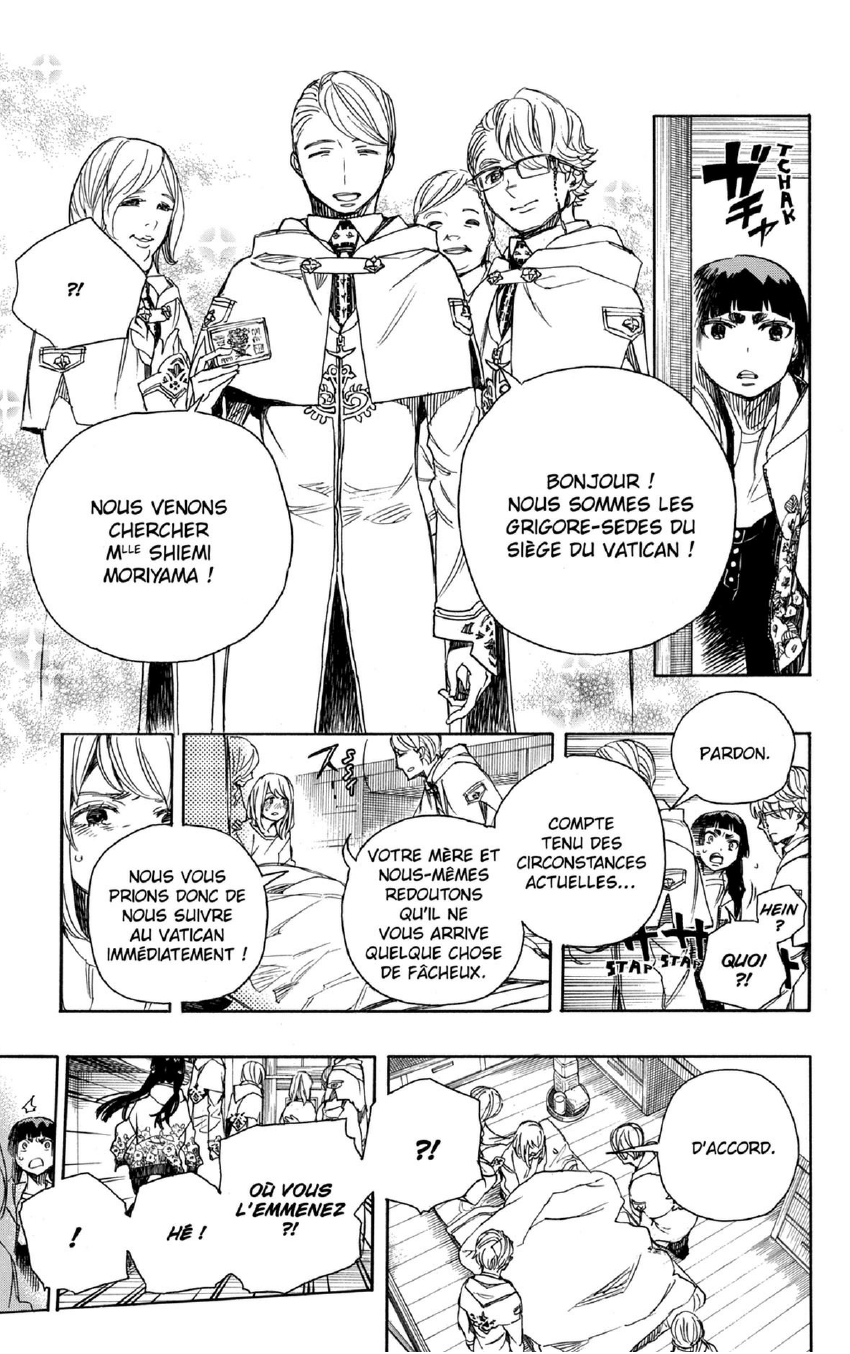 TCHAK
ガチャ
BONJOUR !
NOUS SOMMES LES
GRIGORE-SEDES DU
SIÈGE DU VATICAN !
?!
NOUS VENONS
CHERCHER
MLLE SHIEMI
MORIYAMA !
PARDON.
HEIN
?
QUOI
?!
STAP
STAP
COMPTE
TENU DES
CIRCONSTANCES
ACTUELLES...
SST
VOTRE MÈRE ET
NOUS-MÊMES
REDOUTONS
QU'IL NE
VOUS ARRIVE
QUELQUE CHOSE
DE FÂCHEUX.
NOUS VOUS
PRIONS DONC DE
NOUS SUIVRE
AU VATICAN
IMMÉDIATEMENT !
D'ACCORD.
?!
OÙ VOUS
L'EMMENEZ
?!
HÉ !
!